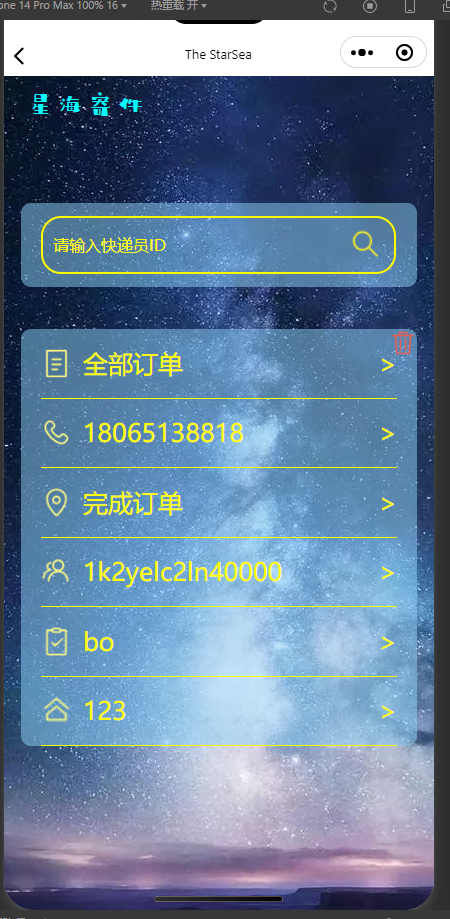 one 14 Pro Max 100% 16
热重载 开
The StarSea
星海寄件
请输入快递员ID
全部订单 >
18065138818 >
完成订单 >
1k2yelc2ln40000 >
bo >
123 >